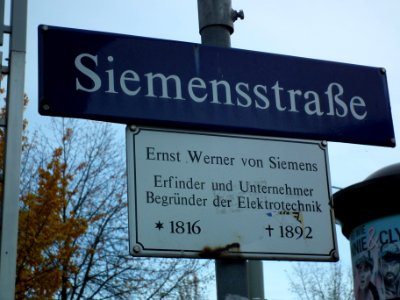 Siemensstraße
Ernst Werner von Siemens
Erfinder und Unternehmer
Begründer der Elektrotechnik
* 1816 † 1892